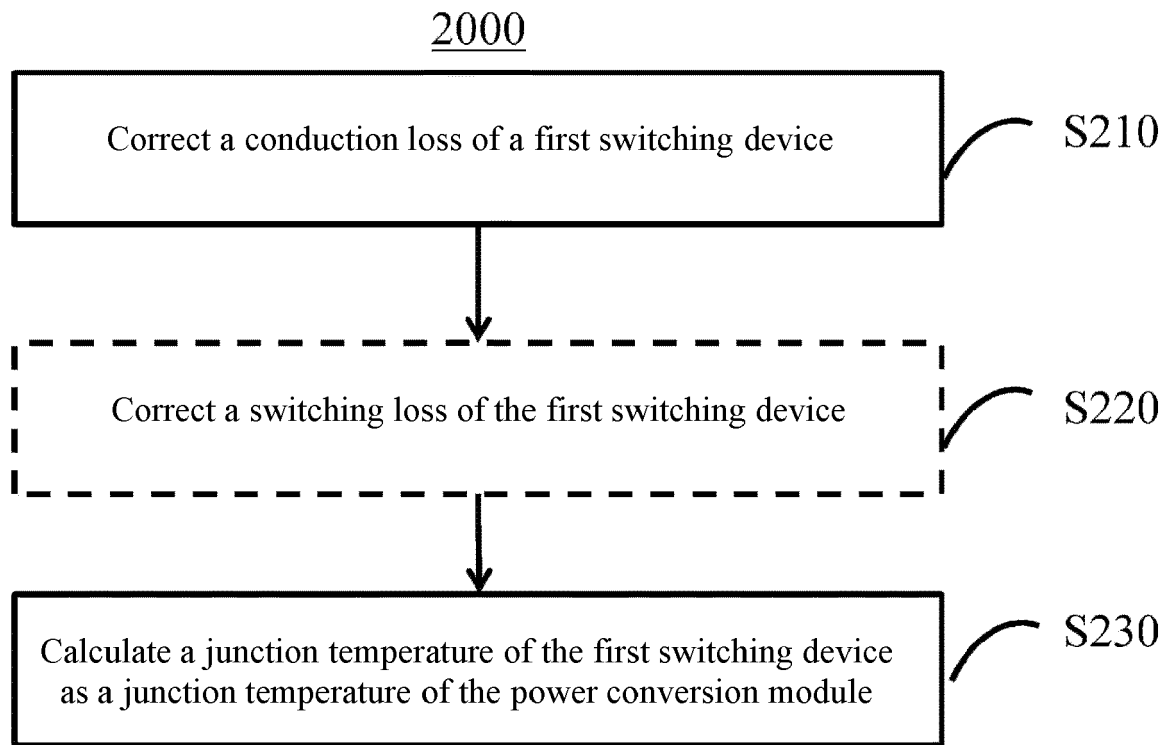 2000
Correct a conduction loss of a first switching device
S210
Correct a switching loss of the first switching device
S220
Calculate a junction temperature of the first switching device
as a junction temperature of the power conversion module
S230